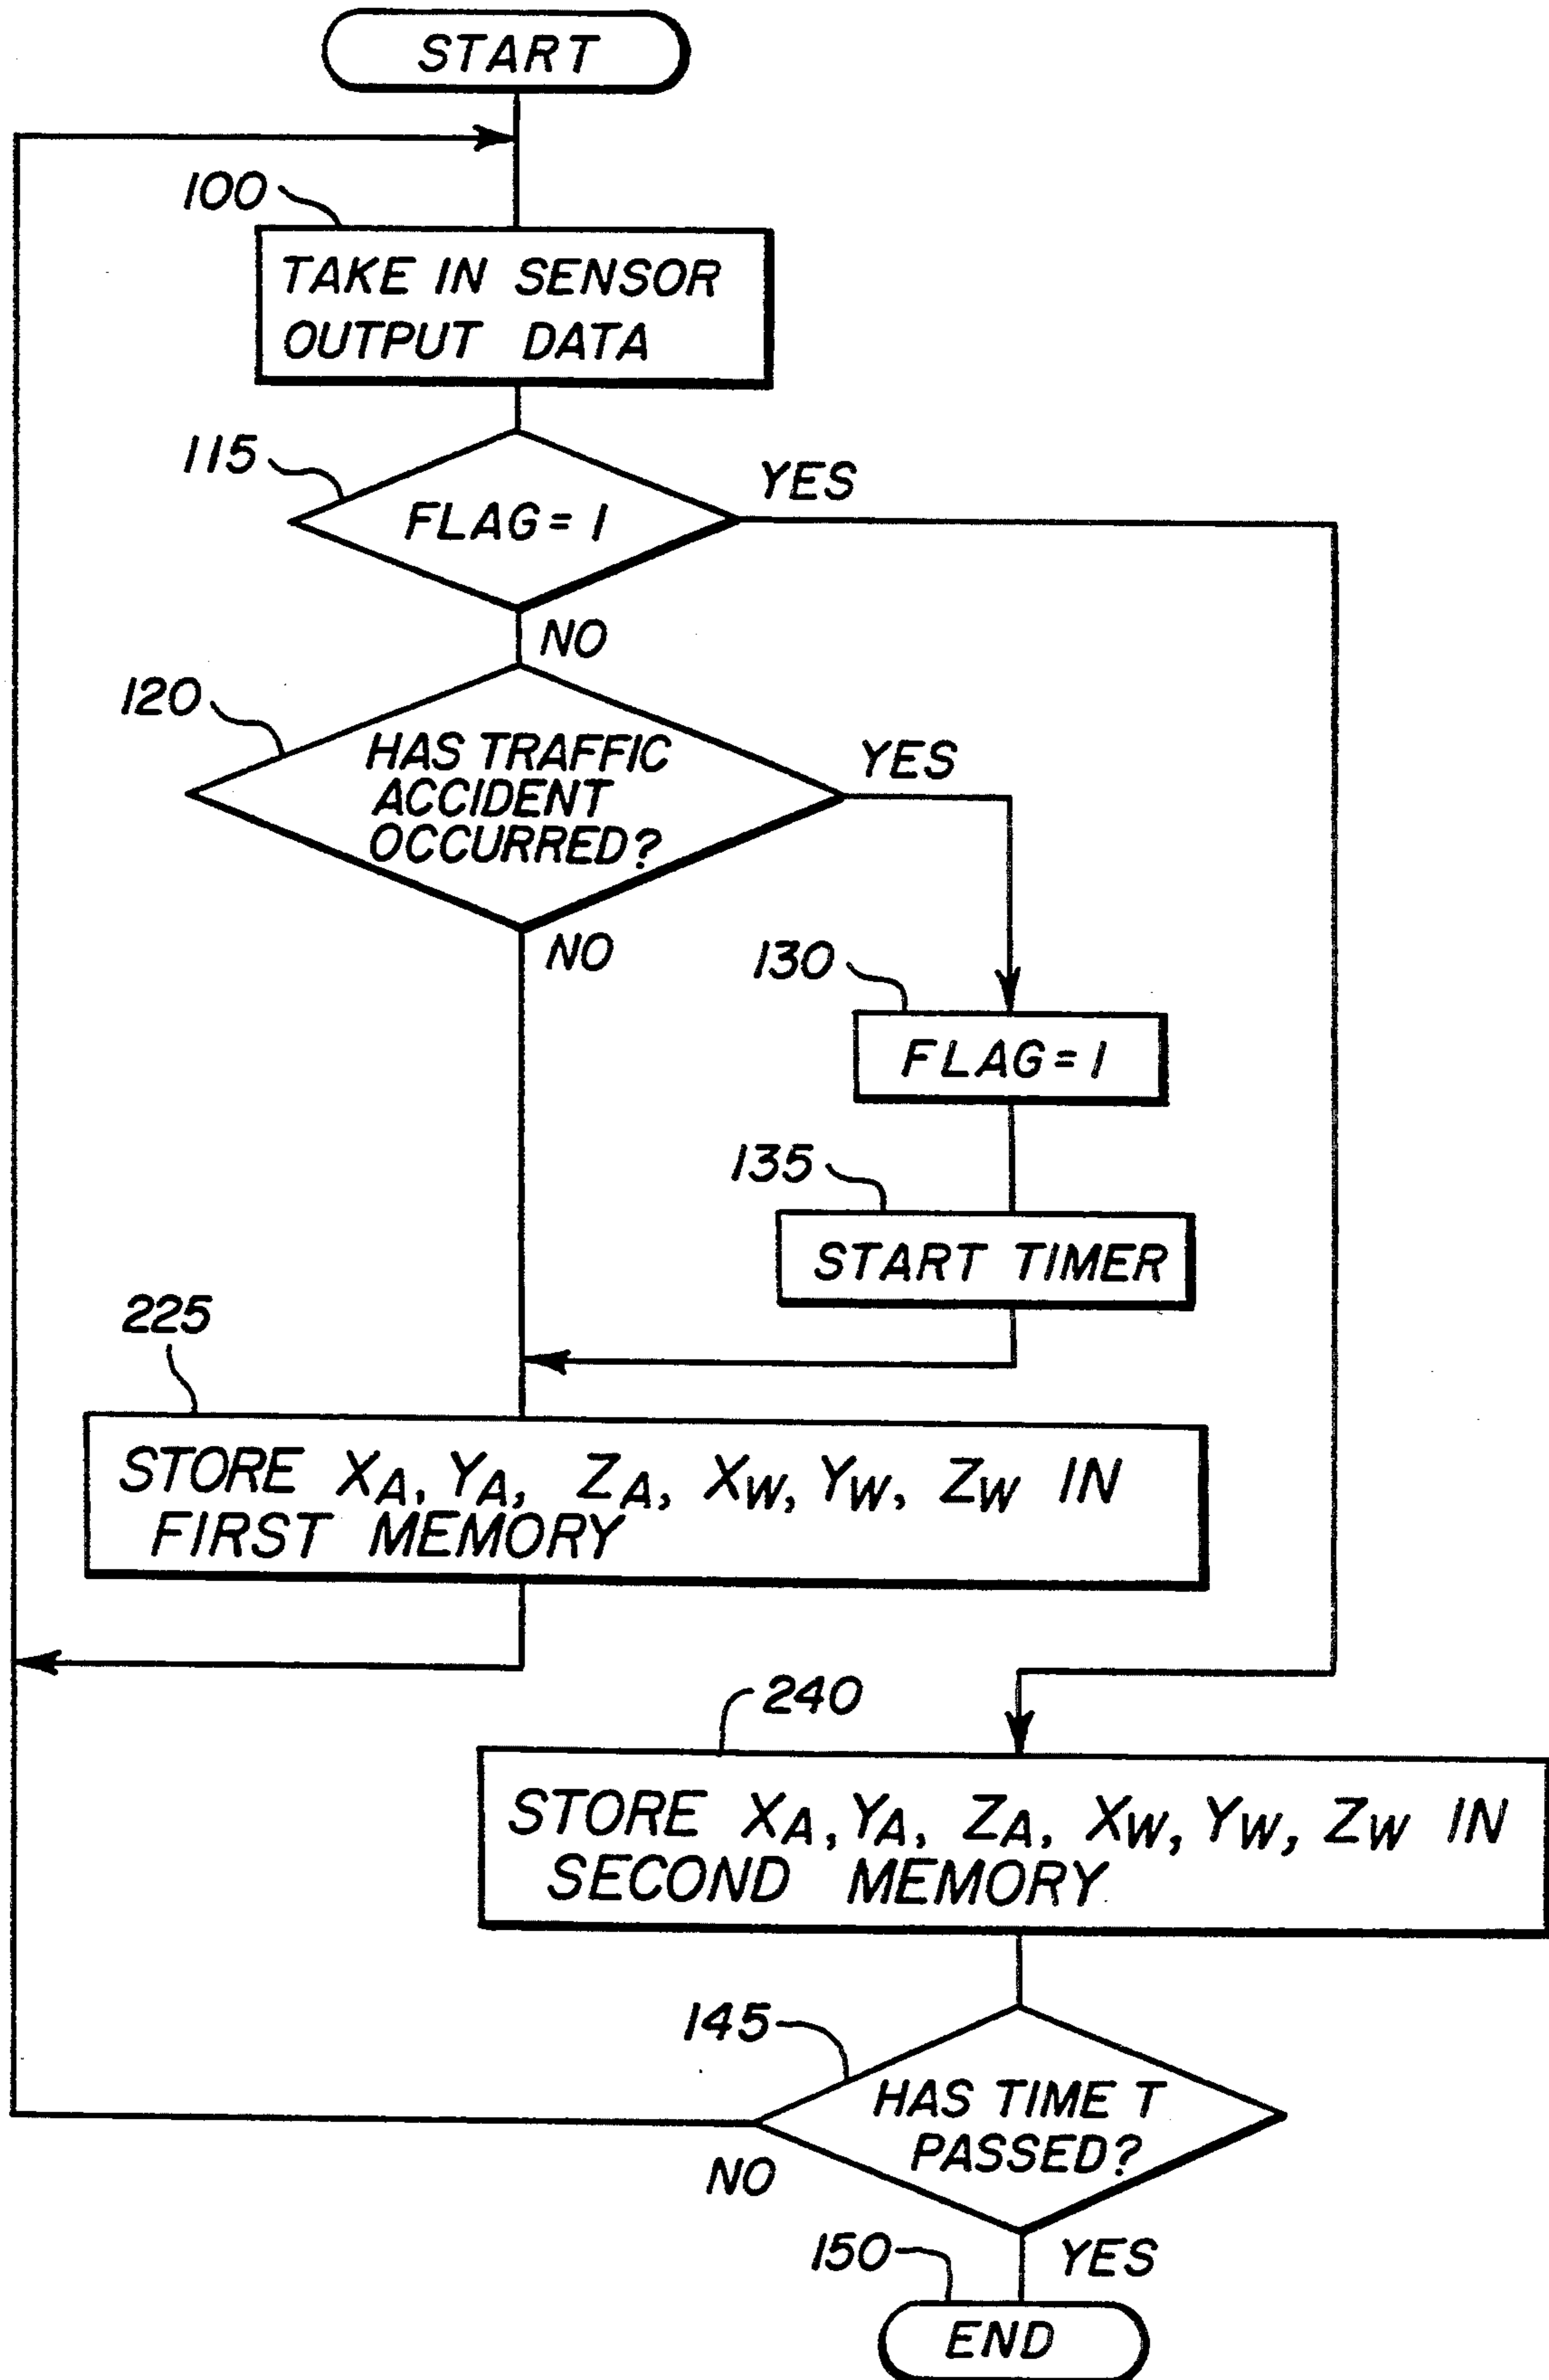 START
100
TAKE IN SENSOR
OUTPUT DATA
115
FLAG = 1
YES
NO
120
HAS TRAFFIC
ACCIDENT
OCCURRED?
YES
NO
130
FLAG = 1
135
START TIMER
225
STORE XA, YA, ZA, XW, YW, ZW IN
FIRST MEMORY
240
STORE XA, YA, ZA, XW, YW, ZW IN
SECOND MEMORY
145
HAS TIME T
PASSED?
NO
YES
150
END